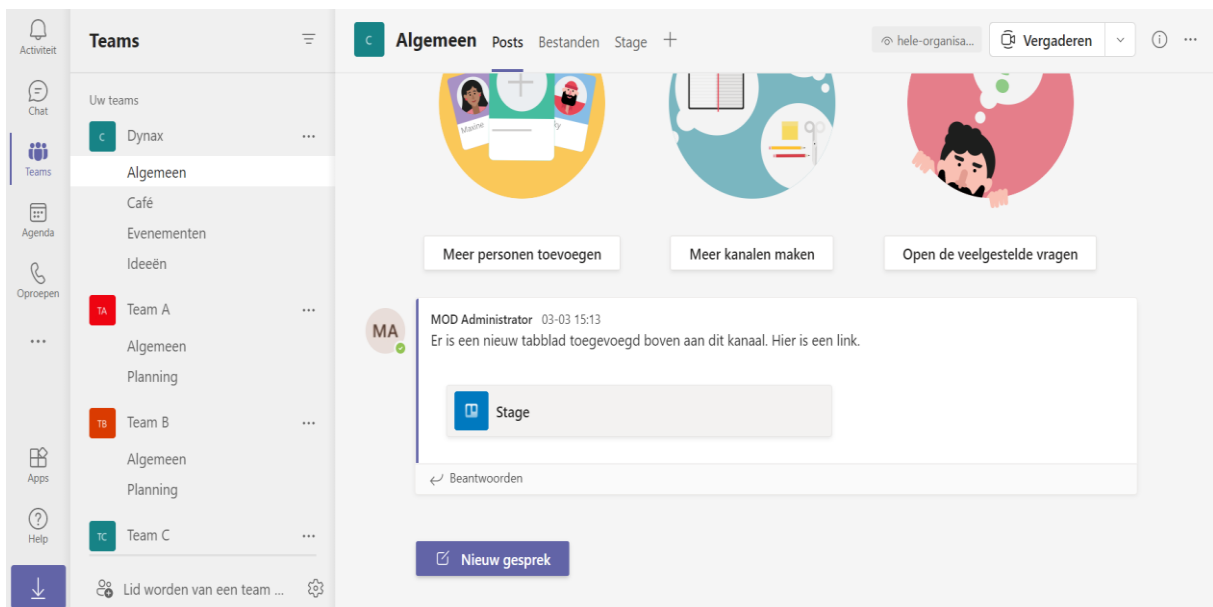 Activiteit
Chat
Teams
Agenda
Oproepen
Apps
Help
Teams
Uw teams
C Dynax
Algemeen
Café
Evenementen
Ideeën
TA Team A
Algemeen
Planning
TB Team B
Algemeen
Planning
TC Team C
Lid worden van een team ...
C Algemeen Posts Bestanden Stage
hele-organisa... Vergaderen
Maxine
Meer personen toevoegen
Meer kanalen maken
Open de veelgestelde vragen
MA
MOD Administrator 03-03 15:13
Er is een nieuw tabblad toegevoegd boven aan dit kanaal. Hier is een link.
Stage
Beantwoorden
Nieuw gesprek